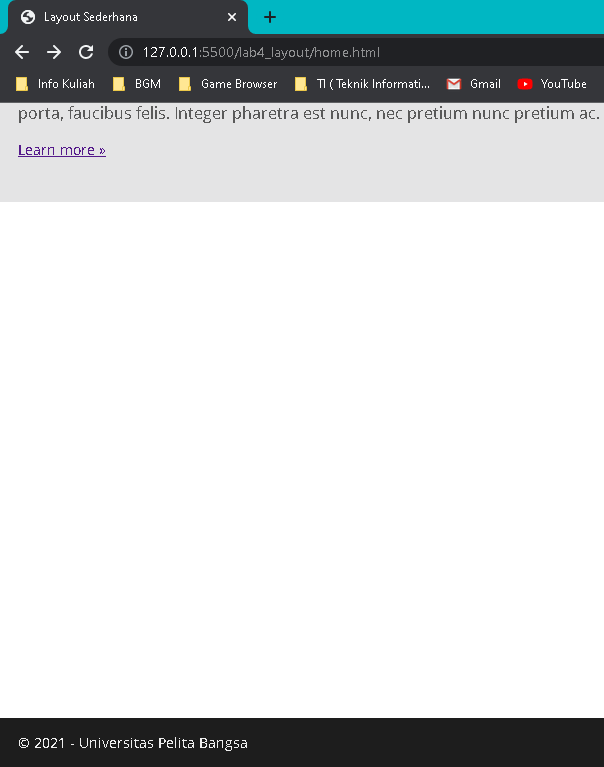 Layout Sederhana
127.0.0.1:5500/lab4_layout/home.html
Info Kuliah BGM Game Browser TI ( Teknik Informati... Gmail YouTube
porta, faucibus felis. Integer pharetra est nunc, nec pretium nunc pretium ac.
Learn more »
© 2021 - Universitas Pelita Bangsa